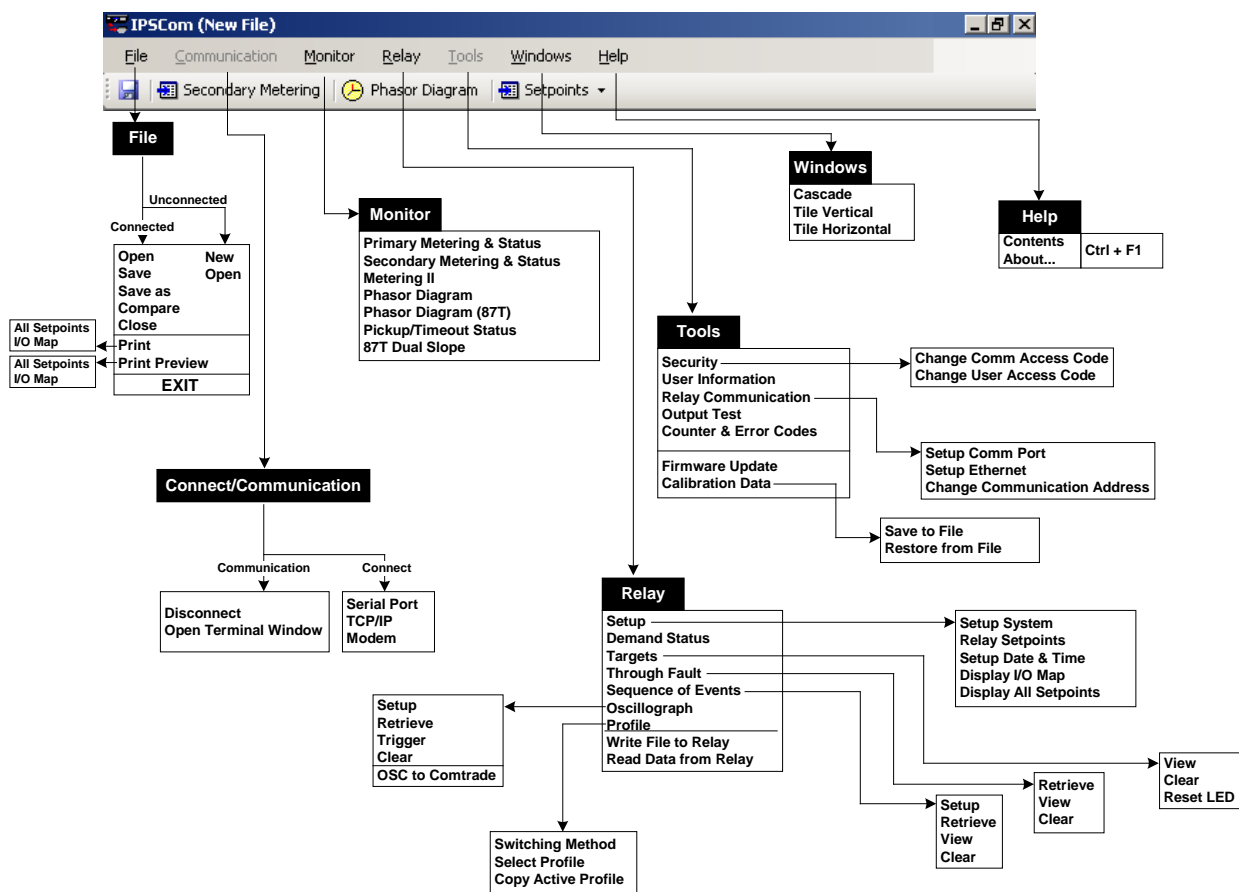 IPSCom (New File)
File Communication Monitor Relay Tools Windows Help
Secondary Metering Phasor Diagram Setpoints
File
Unconnected
Connected
Open New
Save Open
Save as
Compare
Close
Print
Print Preview
EXIT
All Setpoints
I/O Map
All Setpoints
I/O Map
Connect/Communication
Communication
Connect
Disconnect
Open Terminal Window
Serial Port
TCP/IP
Modem
Monitor
Primary Metering & Status
Secondary Metering & Status
Metering II
Phasor Diagram
Phasor Diagram (87T)
Pickup/Timeout Status
87T Dual Slope
Windows
Cascade
Tile Vertical
Tile Horizontal
Help
Contents Ctrl + F1
About...
Tools
Security
User Information
Relay Communication
Output Test
Counter & Error Codes
Firmware Update
Calibration Data
Change Comm Access Code
Change User Access Code
Setup Comm Port
Setup Ethernet
Change Communication Address
Save to File
Restore from File
Relay
Setup
Demand Status
Targets
Through Fault
Sequence of Events
Oscillograph
Profile
Write File to Relay
Read Data from Relay
Setup System
Relay Setpoints
Setup Date & Time
Display I/O Map
Display All Setpoints
Setup
Retrieve
Trigger
Clear
OSC to Comtrade
Switching Method
Select Profile
Copy Active Profile
Setup
Retrieve
View
Clear
Retrieve
View
Clear
View
Clear
Reset LED